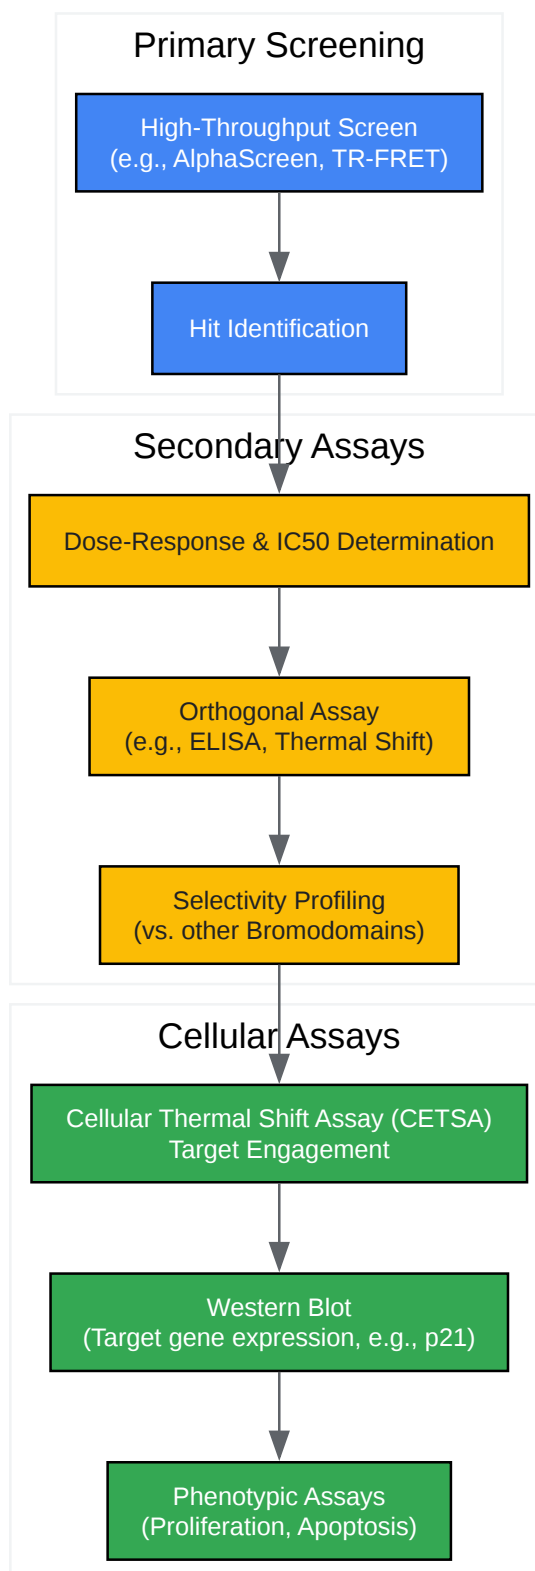 Primary Screening
High-Throughput Screen
(e.g., AlphaScreen, TR-FRET)
Hit Identification
Secondary Assays
Dose-Response & IC50 Determination
Orthogonal Assay
(e.g., ELISA, Thermal Shift)
Selectivity Profiling
(vs. other Bromodomains)
Cellular Assays
Cellular Thermal Shift Assay (CETSA)
Target Engagement
Western Blot
(Target gene expression, e.g., p21)
Phenotypic Assays
(Proliferation, Apoptosis)